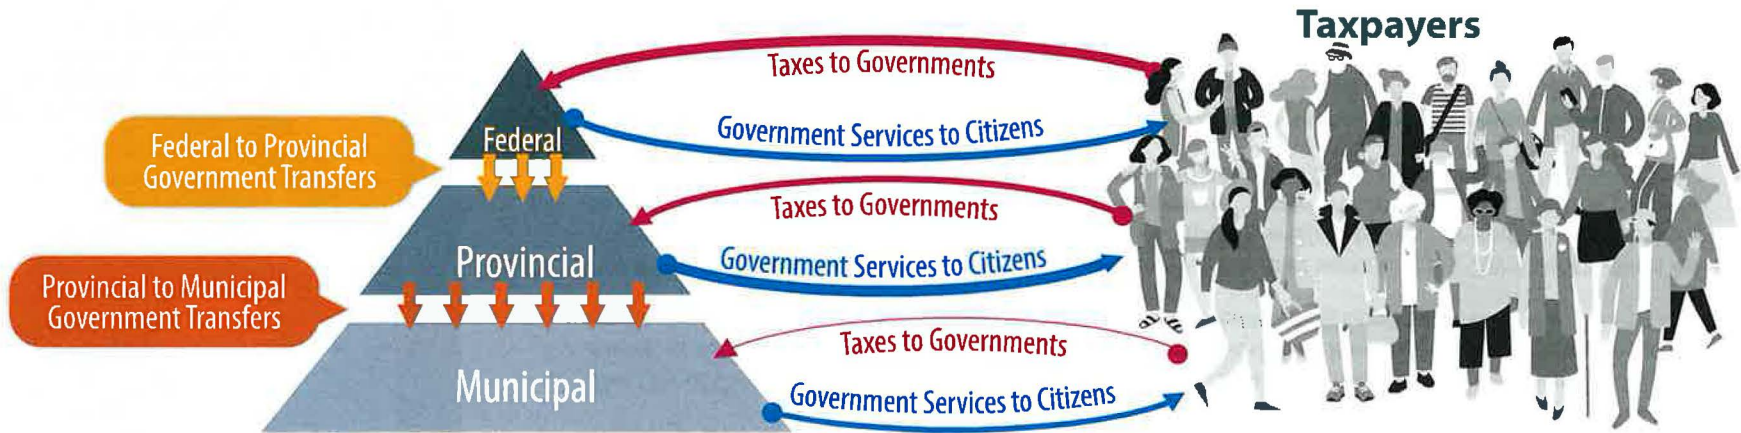 Taxpayers
Taxes to Governments
Government Services to Citizens
Federal to Provincial
Government Transfers
Federal
Taxes to Governments
Government Services to Citizens
Provincial
Provincial to Municipal
Government Transfers
Taxes to Governments
Government Services to Citizens
Municipal